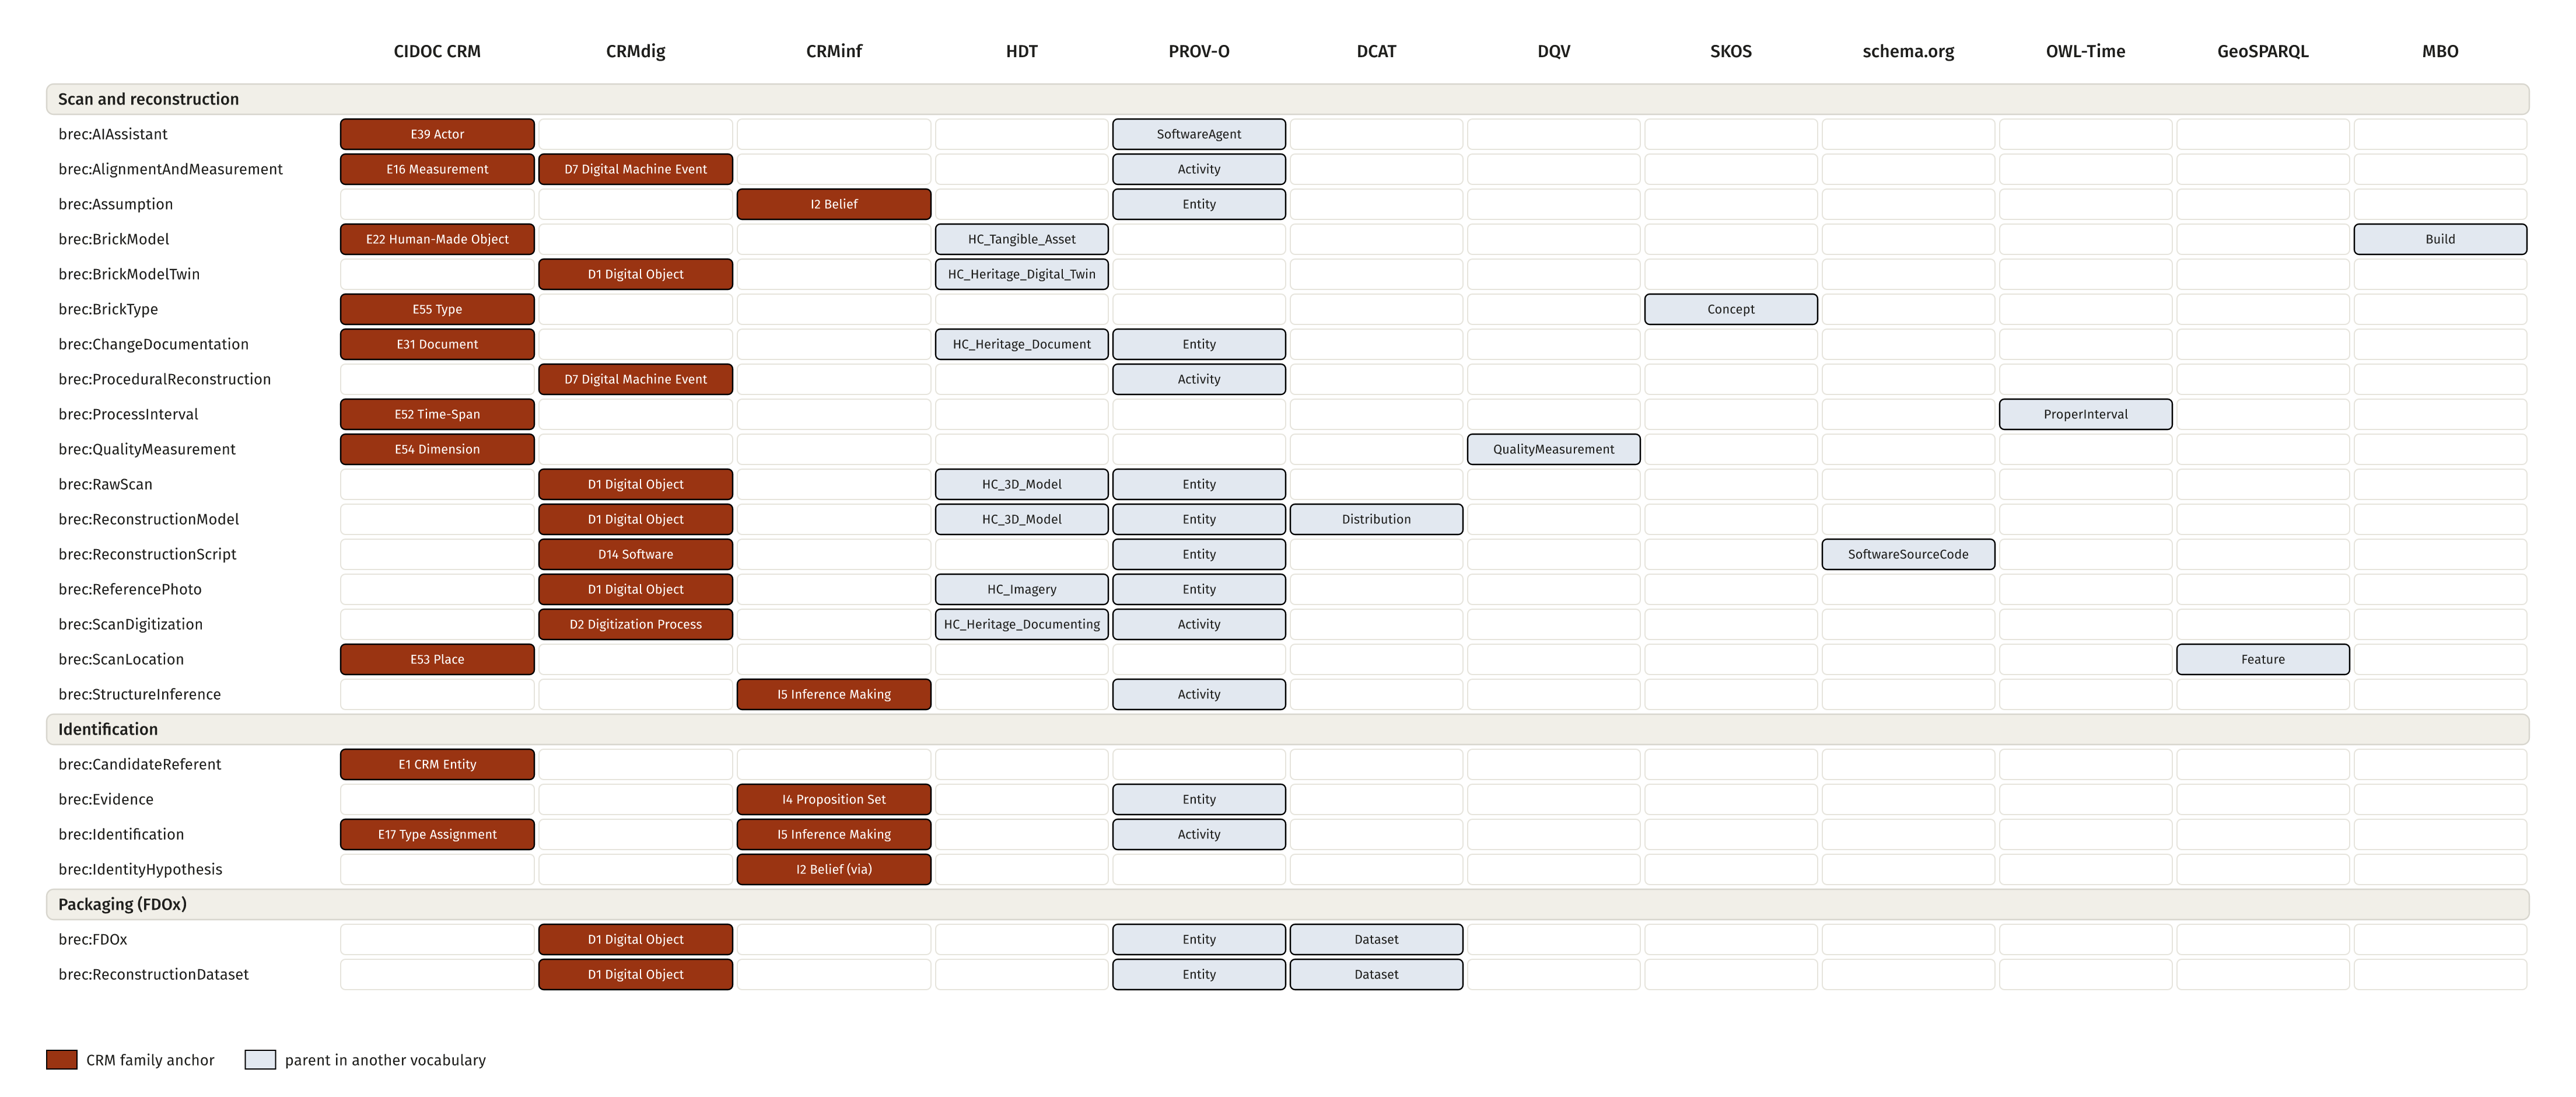 CIDOC CRM CRMdig CRMinf HDT PROV-O DCAT DQV SKOS schema.org OWL-Time GeoSPARQL MBO
Scan and reconstruction
brec:AIAssistant E39 Actor SoftwareAgent
brec:AlignmentAndMeasurement E16 Measurement D7 Digital Machine Event Activity
brec:Assumption I2 Belief Entity
brec:BrickModel E22 Human-Made Object HC_Tangible_Asset Build
brec:BrickModelTwin D1 Digital Object HC_Heritage_Digital_Twin
brec:BrickType E55 Type Concept
brec:ChangeDocumentation E31 Document HC_Heritage_Document Entity
brec:ProceduralReconstruction D7 Digital Machine Event Activity
brec:ProcessInterval E52 Time-Span ProperInterval
brec:QualityMeasurement E54 Dimension QualityMeasurement
brec:RawScan D1 Digital Object HC_3D_Model Entity
brec:ReconstructionModel D1 Digital Object HC_3D_Model Entity Distribution
brec:ReconstructionScript D14 Software Entity SoftwareSourceCode
brec:ReferencePhoto D1 Digital Object HC_Imagery Entity
brec:ScanDigitization D2 Digitization Process HC_Heritage_Documenting Activity
brec:ScanLocation E53 Place Feature
brec:StructureInference I5 Inference Making Activity
Identification
brec:CandidateReferent E1 CRM Entity
brec:Evidence I4 Proposition Set Entity
brec:Identification E17 Type Assignment I5 Inference Making Activity
brec:IdentityHypothesis I2 Belief (via)
Packaging (FDOx)
brec:FDOx D1 Digital Object Entity Dataset
brec:ReconstructionDataset D1 Digital Object Entity Dataset
CRM family anchor parent in another vocabulary